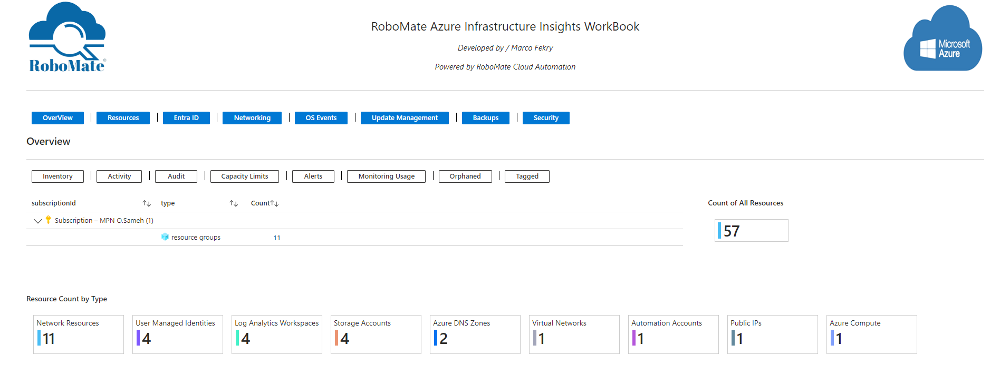 RoboMate©
RoboMate Azure Infrastructure Insights WorkBook
Developed by / Marco Fekry
Powered by RoboMate Cloud Automation
Microsoft
Azure
OverView | Resources | Entra ID | Networking | OS Events | Update Management | Backups | Security
Overview
Inventory | Activity | Audit | Capacity Limits | Alerts | Monitoring Usage | Orphaned | Tagged
subscriptionId ↑↓ type ↑↓ Count↑↓
Subscription – MPN O.Sameh (1)
resource groups 11
Count of All Resources
57
Resource Count by Type
Network Resources
11
User Managed Identities
4
Log Analytics Workspaces
4
Storage Accounts
4
Azure DNS Zones
2
Virtual Networks
1
Automation Accounts
1
Public IPs
1
Azure Compute
1